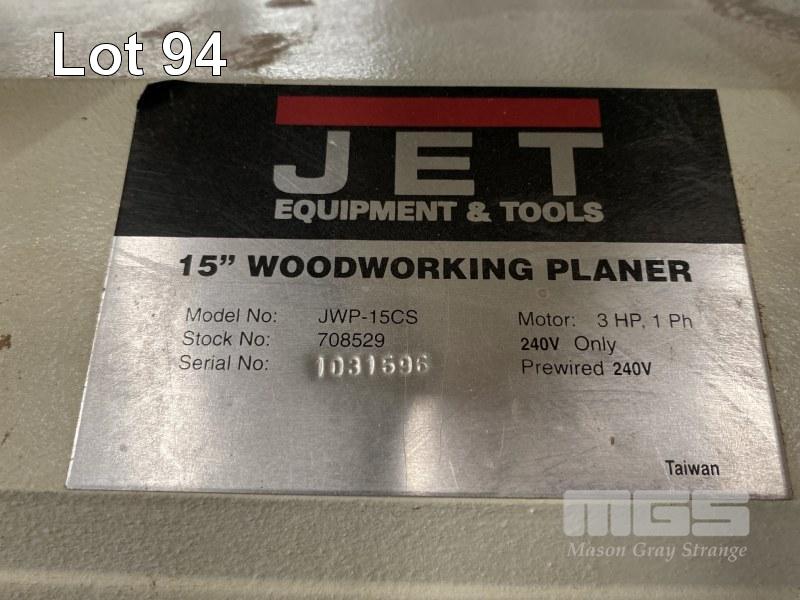 Lot 94
JET
EQUIPMENT & TOOLS
15” WOODWORKING PLANER
Model No: JWP-15CS
Stock No: 708529
Serial No: 1031596
Motor: 3 HP, 1 Ph
240V Only
Prewired 240V
Taiwan
MGS
Mason Gray Strange